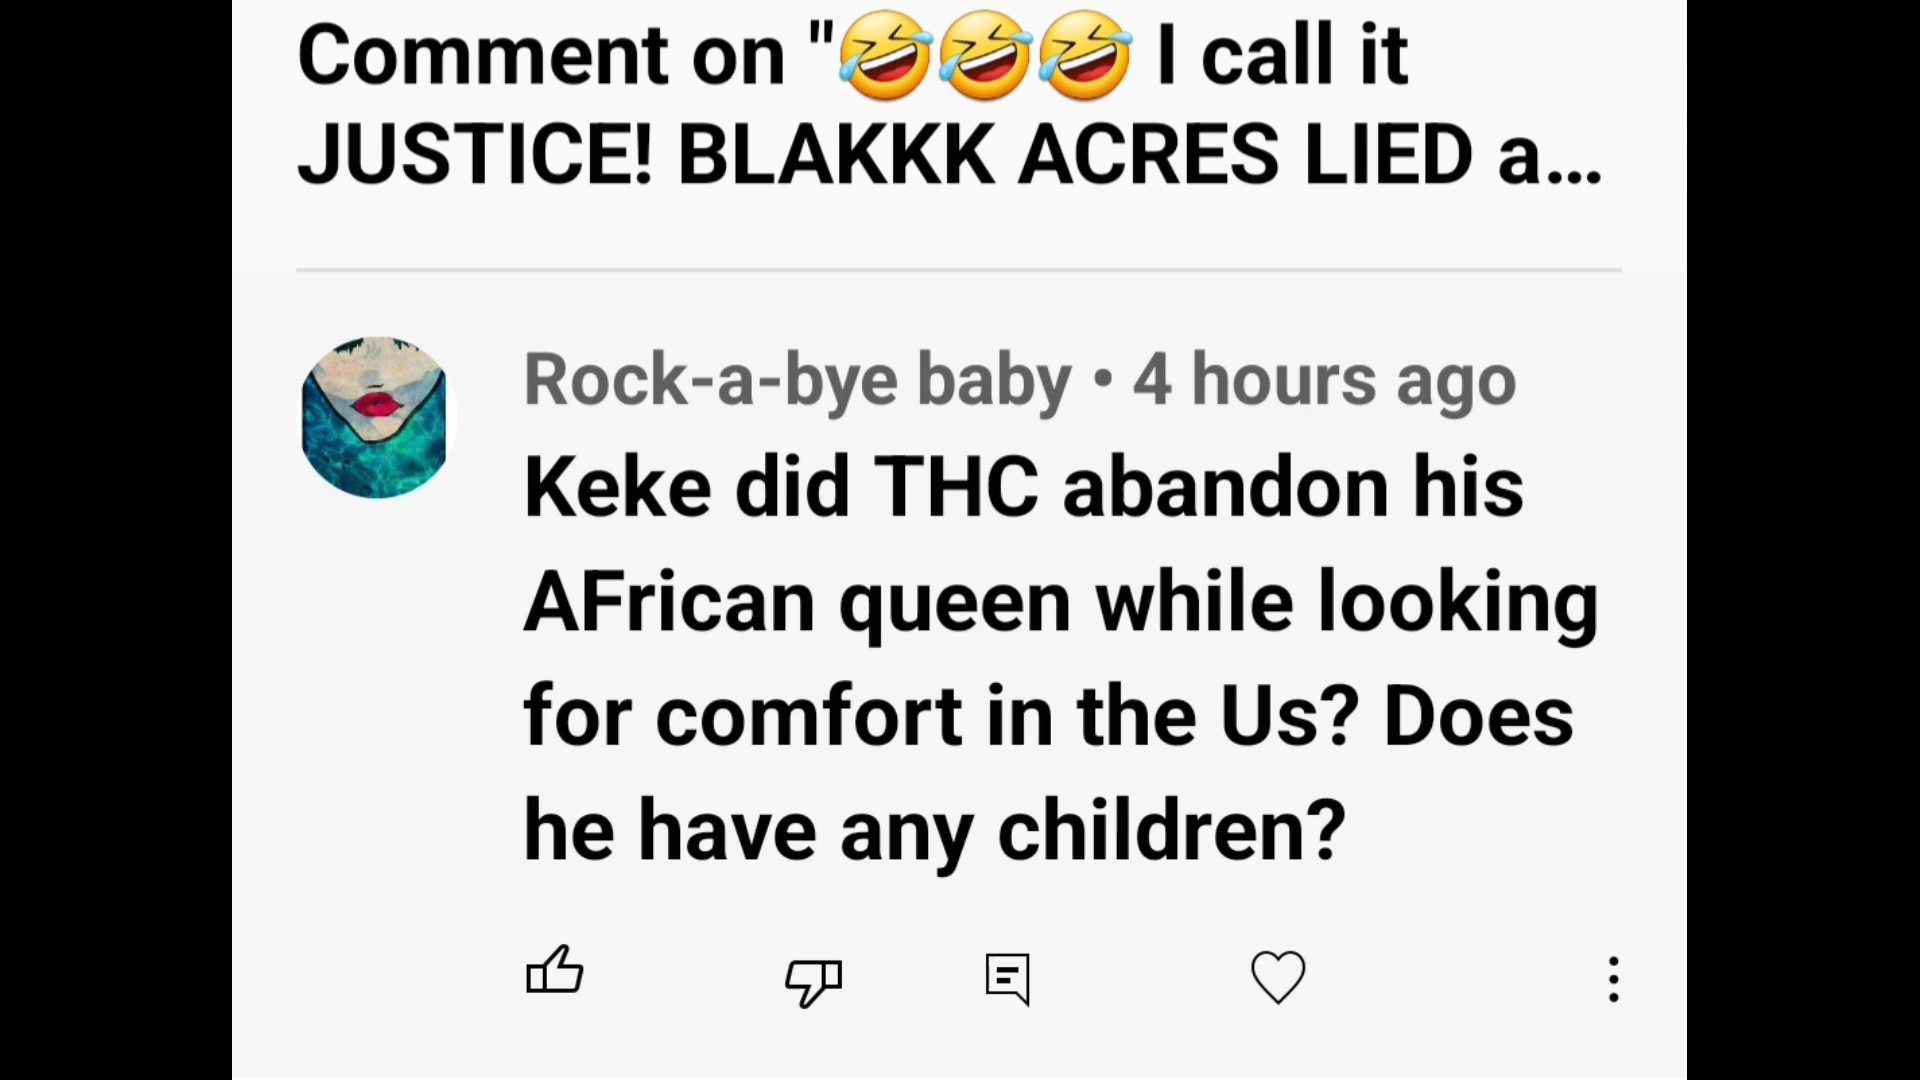 Comment on "🤣🤣🤣 I call it
JUSTICE! BLAKKK ACRES LIED a...
Rock-a-bye baby • 4 hours ago
Keke did THC abandon his
AFrican queen while looking
for comfort in the Us? Does
he have any children?